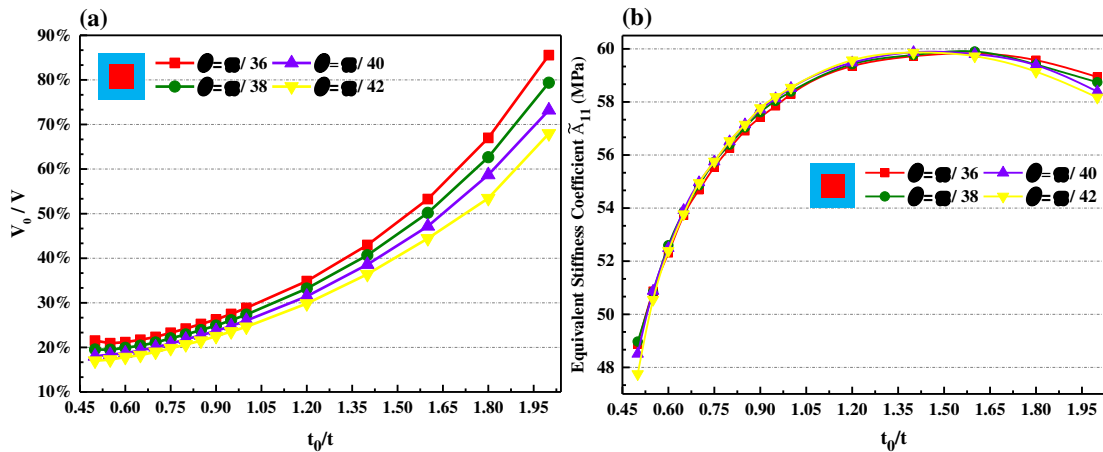 (a)
90%
80%
70%
60%
50%
40%
30%
20%
10%
V0 / V
= / 36
= / 40
= / 38
= / 42
0.45 0.60 0.75 0.90 1.05 1.20 1.35 1.50 1.65 1.80 1.95
t0/t
(b)
60
58
56
54
52
50
48
Equivalent Stiffness Coefficient Ã11 (MPa)
= / 36
= / 40
= / 38
= / 42
0.45 0.60 0.75 0.90 1.05 1.20 1.35 1.50 1.65 1.80 1.95
t0/t